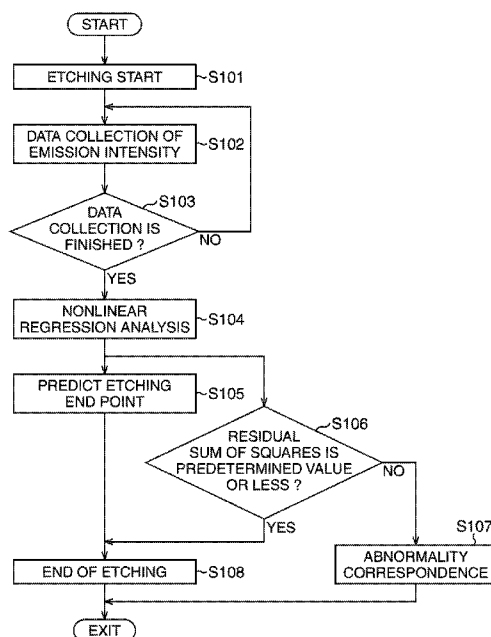 START
ETCHING START
S101
DATA COLLECTION OF
EMISSION INTENSITY
S102
S103
DATA
COLLECTION IS
FINISHED ?
NO
YES
NONLINEAR
REGRESSION ANALYSIS
S104
PREDICT ETCHING
END POINT
S105
S106
RESIDUAL
SUM OF SQUARES IS
PREDETERMINED VALUE
OR LESS ?
NO
YES
S107
ABNORMALITY
CORRESPONDENCE
END OF ETCHING
S108
EXIT